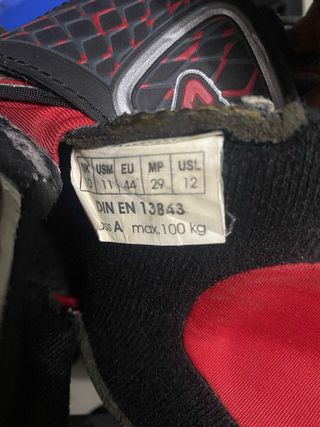 USM EU MP USL
11 44 29 12
DIN EN 13843
A max.100 kg